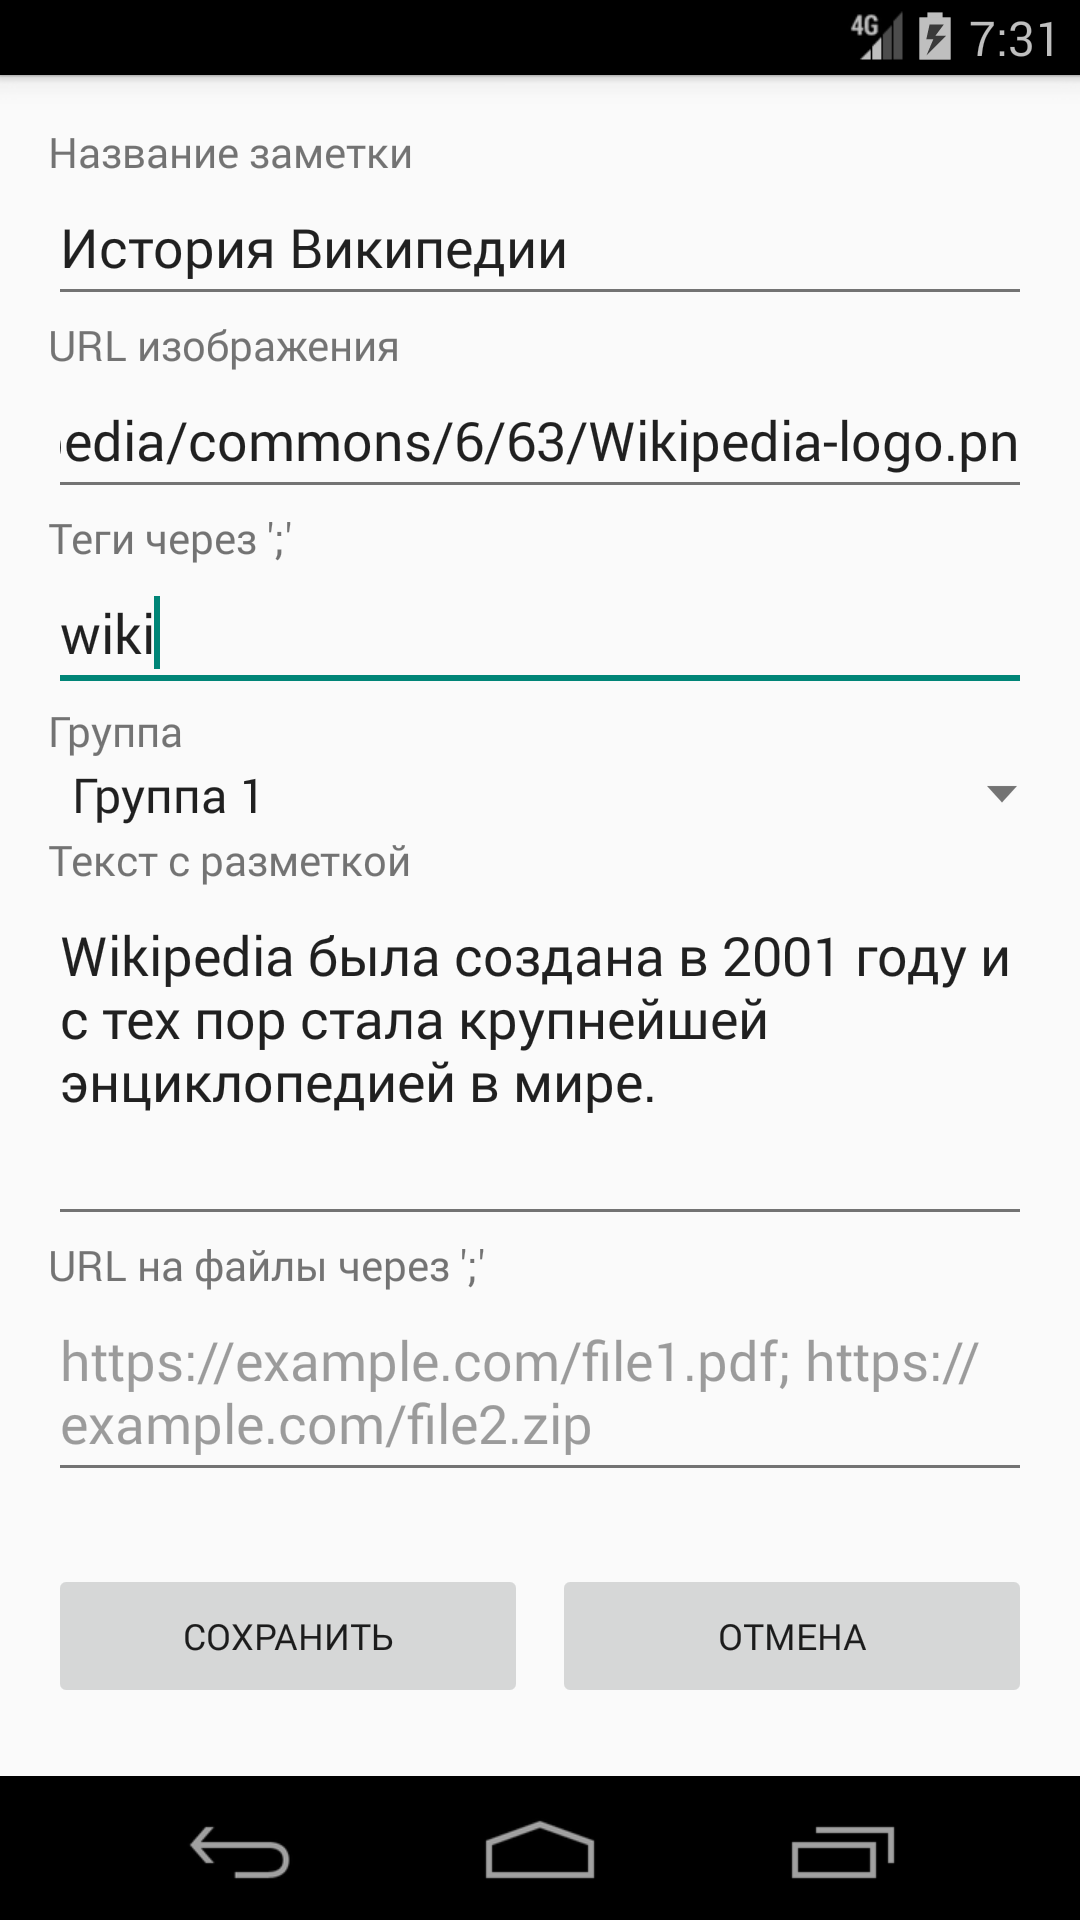 4G 7:31
Название заметки
История Википедии
URL изображения
edia/commons/6/63/Wikipedia-logo.pn
Теги через ';'
wiki
Группа
Группа 1
Текст с разметкой
Wikipedia была создана в 2001 году и
с тех пор стала крупнейшей
энциклопедией в мире.
URL на файлы через ';'
https://example.com/file1.pdf; https://
example.com/file2.zip
СОХРАНИТЬ ОТМЕНА